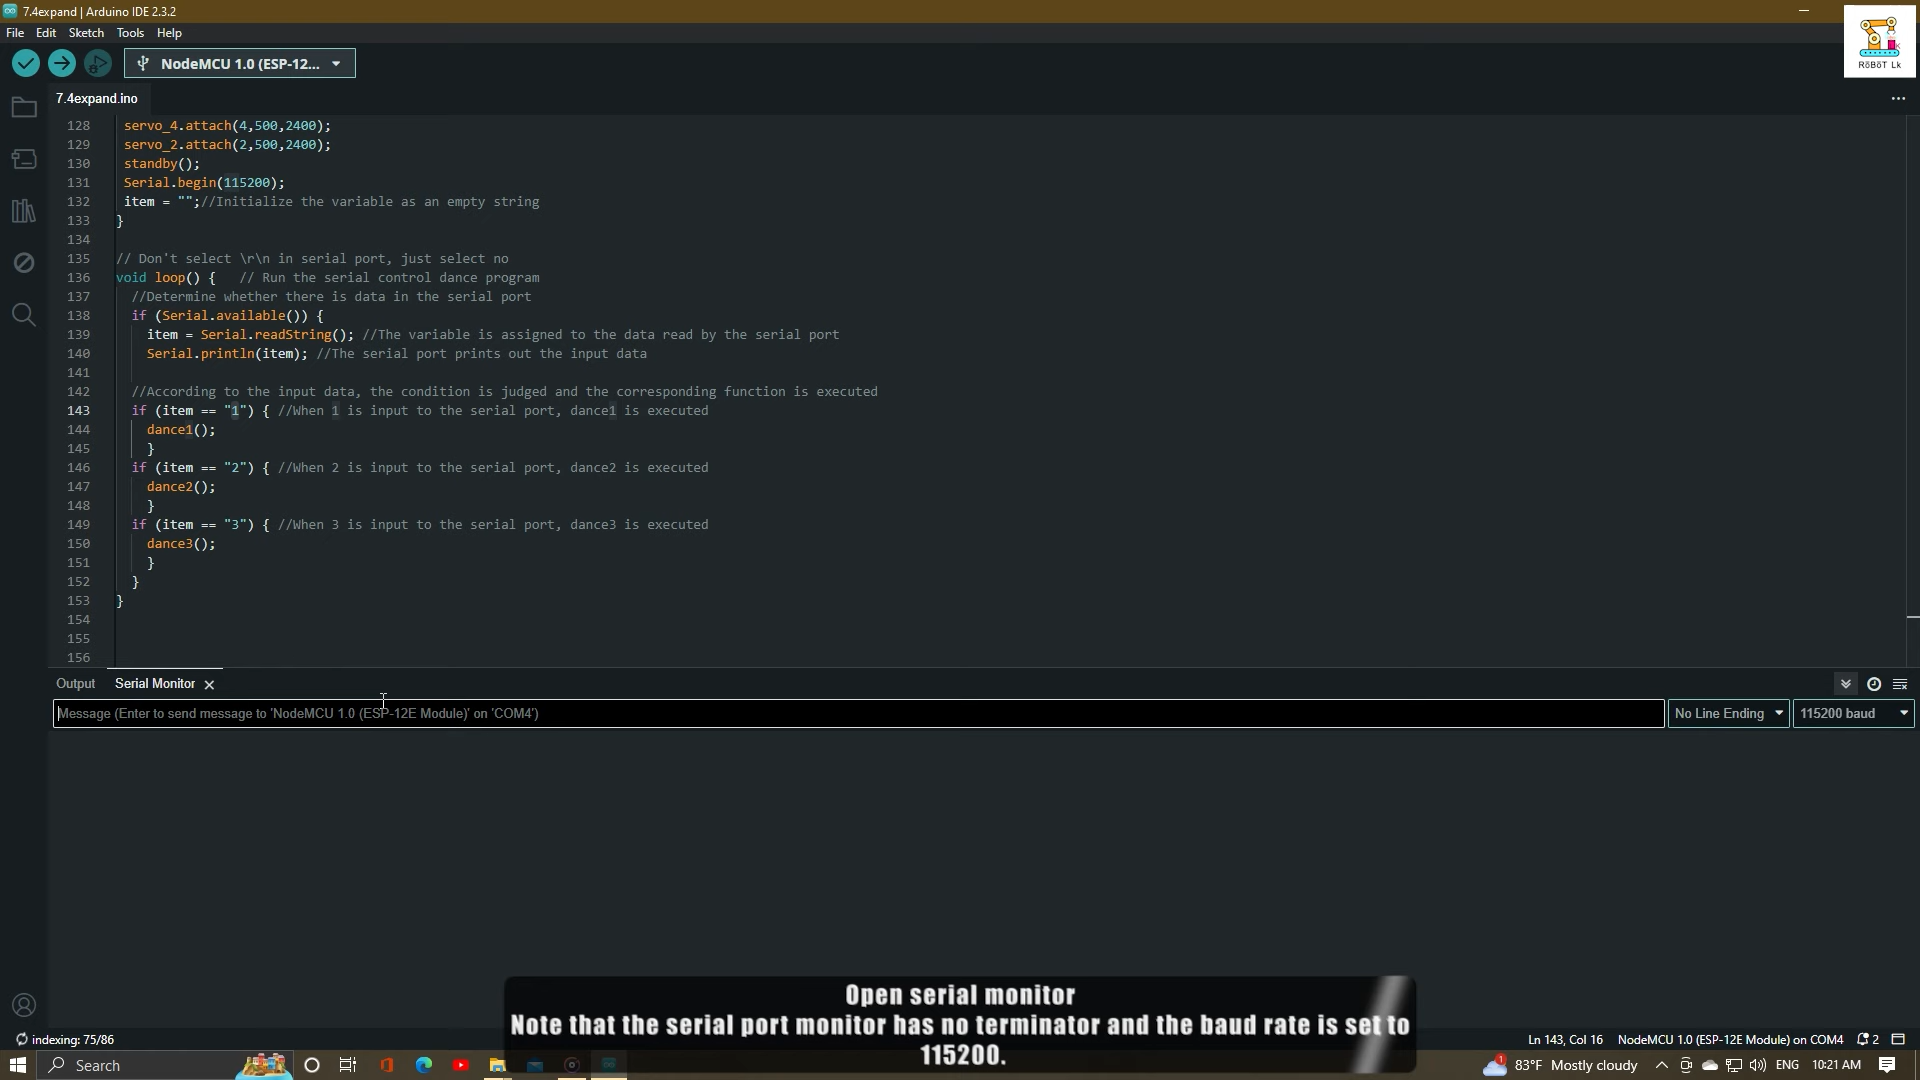 7.4expand | Arduino IDE 2.3.2
File Edit Sketch Tools Help
NodeMCU 1.0 (ESP-12...
RöBöT Lk
7.4expand.ino
128 servo_4.attach(4,500,2400);
129 servo_2.attach(2,500,2400);
130 standby();
131 Serial.begin(115200);
132 item = "";//Initialize the variable as an empty string
133 }
134
135 // Don't select \r\n in serial port, just select no
136 void loop() { // Run the serial control dance program
137 //Determine whether there is data in the serial port
138 if (Serial.available()) {
139 item = Serial.readString(); //The variable is assigned to the data read by the serial port
140 Serial.println(item); //The serial port prints out the input data
141
142 //According to the input data, the condition is judged and the corresponding function is executed
143 if (item == "1") { //When 1 is input to the serial port, dance1 is executed
144 dance1();
145 }
146 if (item == "2") { //When 2 is input to the serial port, dance2 is executed
147 dance2();
148 }
149 if (item == "3") { //When 3 is input to the serial port, dance3 is executed
150 dance3();
151 }
152 }
153 }
154
155
156
Output Serial Monitor
Message (Enter to send message to 'NodeMCU 1.0 (ESP-12E Module)' on 'COM4')
No Line Ending 115200 baud
Open serial monitor
Note that the serial port monitor has no terminator and the baud rate is set to
115200.
indexing: 75/86
Ln 143, Col 16 NodeMCU 1.0 (ESP-12E Module) on COM4 2
Search
1 83°F Mostly cloudy ENG 10:21 AM